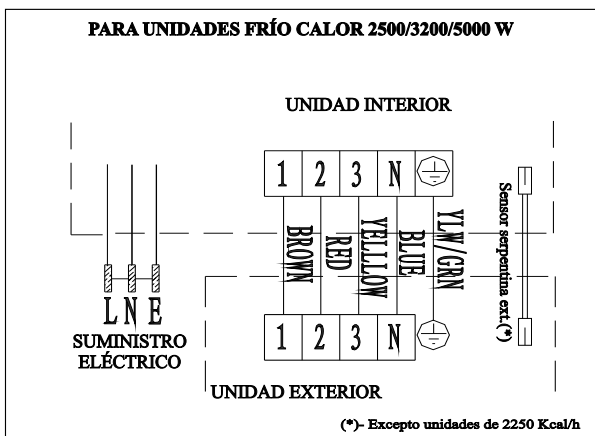 PARA UNIDADES FRÍO CALOR 2500/3200/5000 W
UNIDAD INTERIOR
1 2 3 N
BROWN
RED
YELLLOW
BLUE
YLW/GRN
Sensor serpentina ext.(*)
L N E
SUMINISTRO
ELÉCTRICO
1 2 3 N
UNIDAD EXTERIOR
(*)- Excepto unidades de 2250 Kcal/h